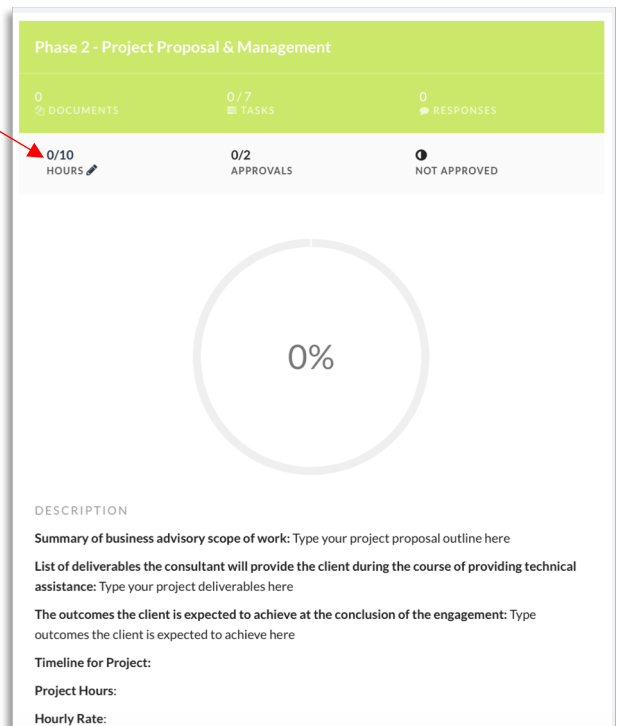 Phase 2 - Project Proposal & Management
0 0/7 0
DOCUMENTS TASKS RESPONSES
0/10 0/2
HOURS APPROVALS NOT APPROVED
0%
DESCRIPTION
Summary of business advisory scope of work: Type your project proposal outline here
List of deliverables the consultant will provide the client during the course of providing technical
assistance: Type your project deliverables here
The outcomes the client is expected to achieve at the conclusion of the engagement: Type
outcomes the client is expected to achieve here
Timeline for Project:
Project Hours:
Hourly Rate: